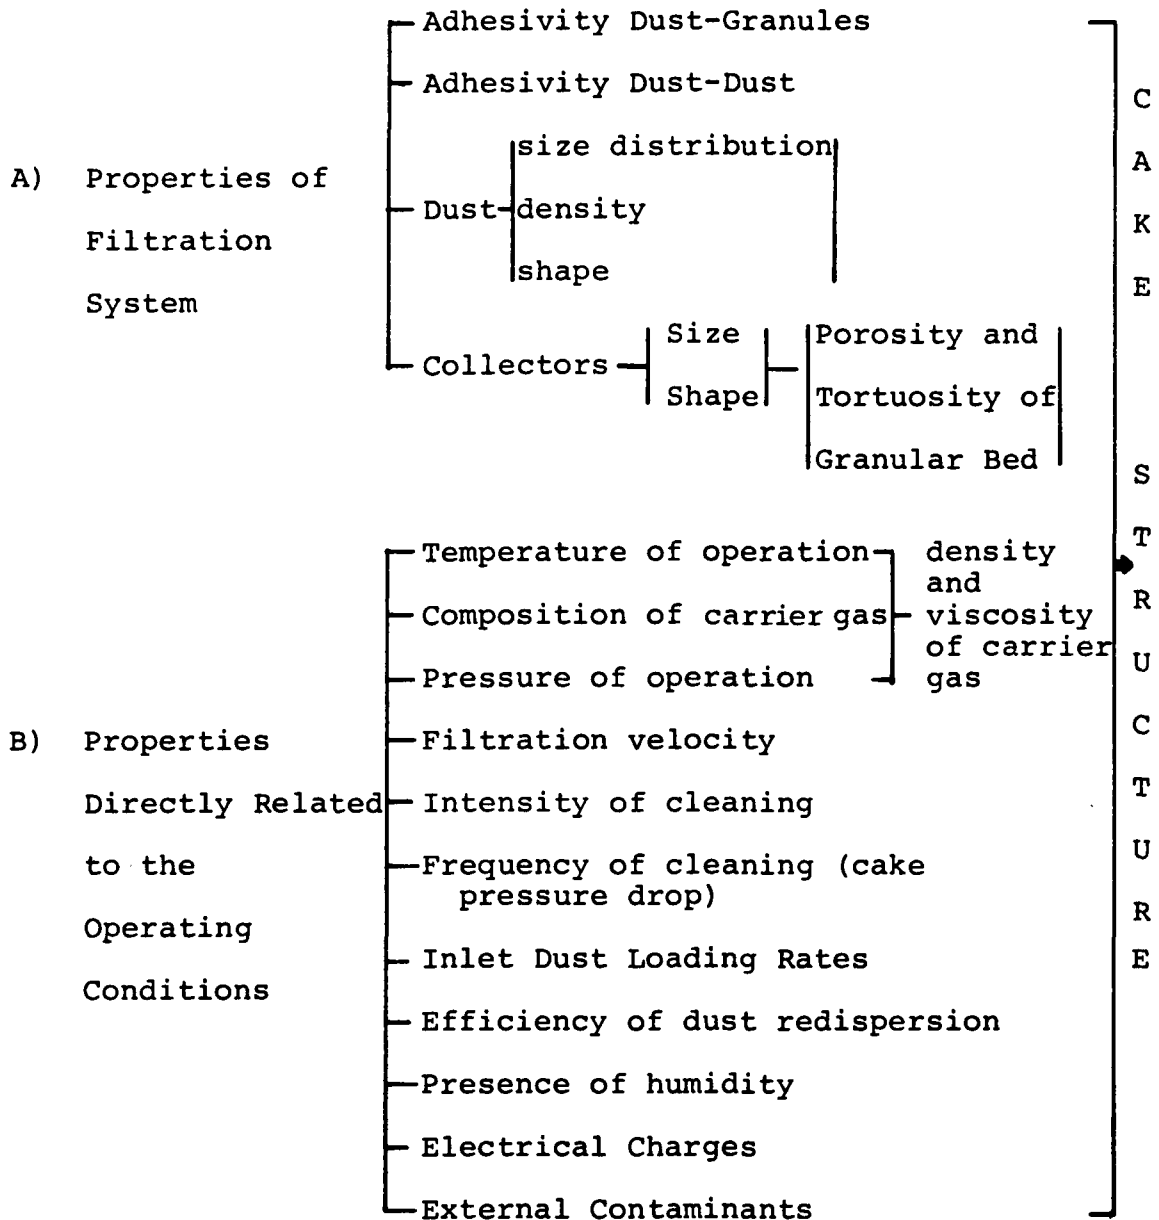 A) Properties of
Filtration
System
Adhesivity Dust-Granules
Adhesivity Dust-Dust
Dust
size distribution
density
shape
Collectors
Size
Shape
Porosity and
Tortuosity of
Granular Bed
B) Properties
Directly Related
to the
Operating
Conditions
Temperature of operation
Composition of carrier gas
Pressure of operation
density
and
viscosity
of carrier
gas
Filtration velocity
Intensity of cleaning
Frequency of cleaning (cake
pressure drop)
Inlet Dust Loading Rates
Efficiency of dust redispersion
Presence of humidity
Electrical Charges
External Contaminants
CAKE STRUCTURE